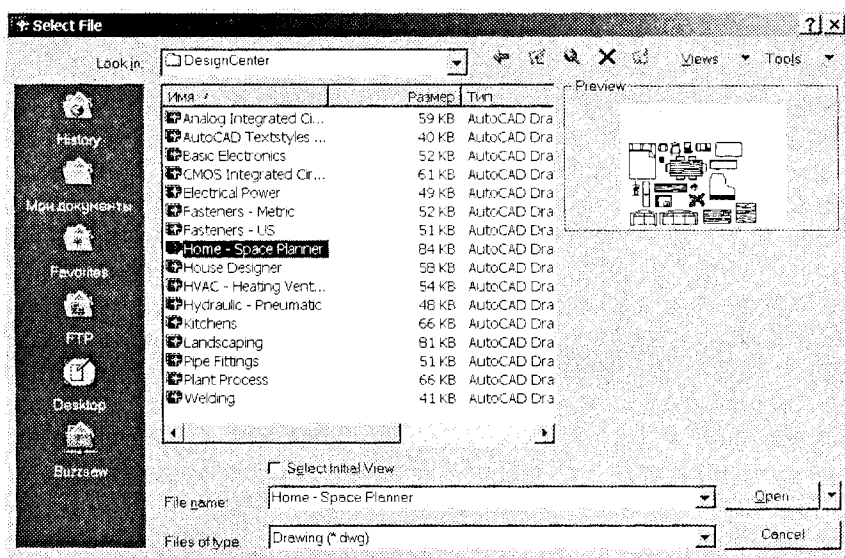 Select File
Look in: DesignCenter Views Tools
History
Мои документы
Favorites
FTP
Desktop
Buzzsaw
Имя Размер Тип
Analog Integrated Ci... 59 KB AutoCAD Dra
AutoCAD Textstyles ... 40 KB AutoCAD Dra
Basic Electronics 52 KB AutoCAD Dra
CMOS Integrated Cir... 61 KB AutoCAD Dra
Electrical Power 49 KB AutoCAD Dra
Fasteners - Metric 52 KB AutoCAD Dra
Fasteners - US 51 KB AutoCAD Dra
Home - Space Planner 84 KB AutoCAD Dra
House Designer 58 KB AutoCAD Dra
HVAC - Heating Vent... 54 KB AutoCAD Dra
Hydraulic - Pneumatic 48 KB AutoCAD Dra
Kitchens 66 KB AutoCAD Dra
Landscaping 81 KB AutoCAD Dra
Pipe Fittings 51 KB AutoCAD Dra
Plant Process 66 KB AutoCAD Dra
Welding 41 KB AutoCAD Dra
Preview
Select Initial View
File name: Home - Space Planner Open
Files of type: Drawing (*.dwg) Cancel